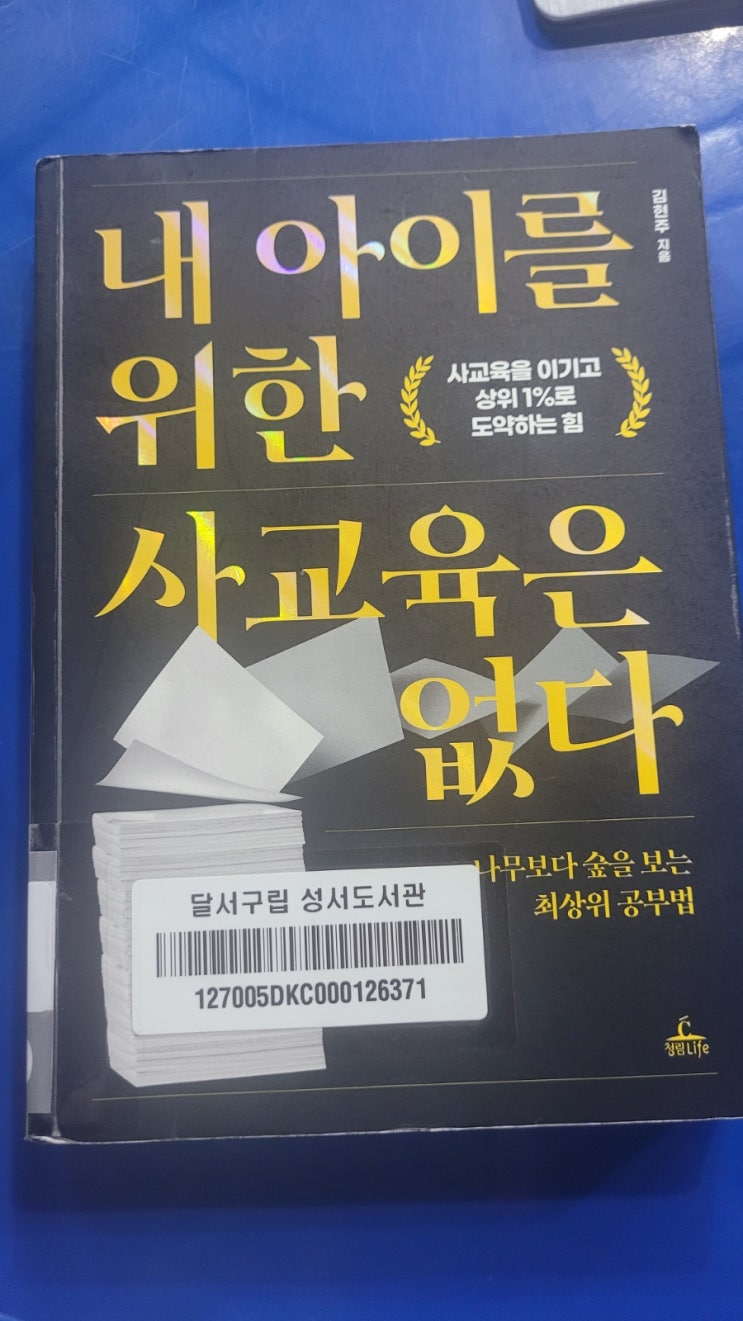 내 아이를
위한
사교육은
없다
김현주 지음
사교육을 이기고
상위 1%로
도약하는 힘
나무보다 숲을 보는
최상위 공부법
달서구립 성서도서관
127005DKC000126371
청림Life